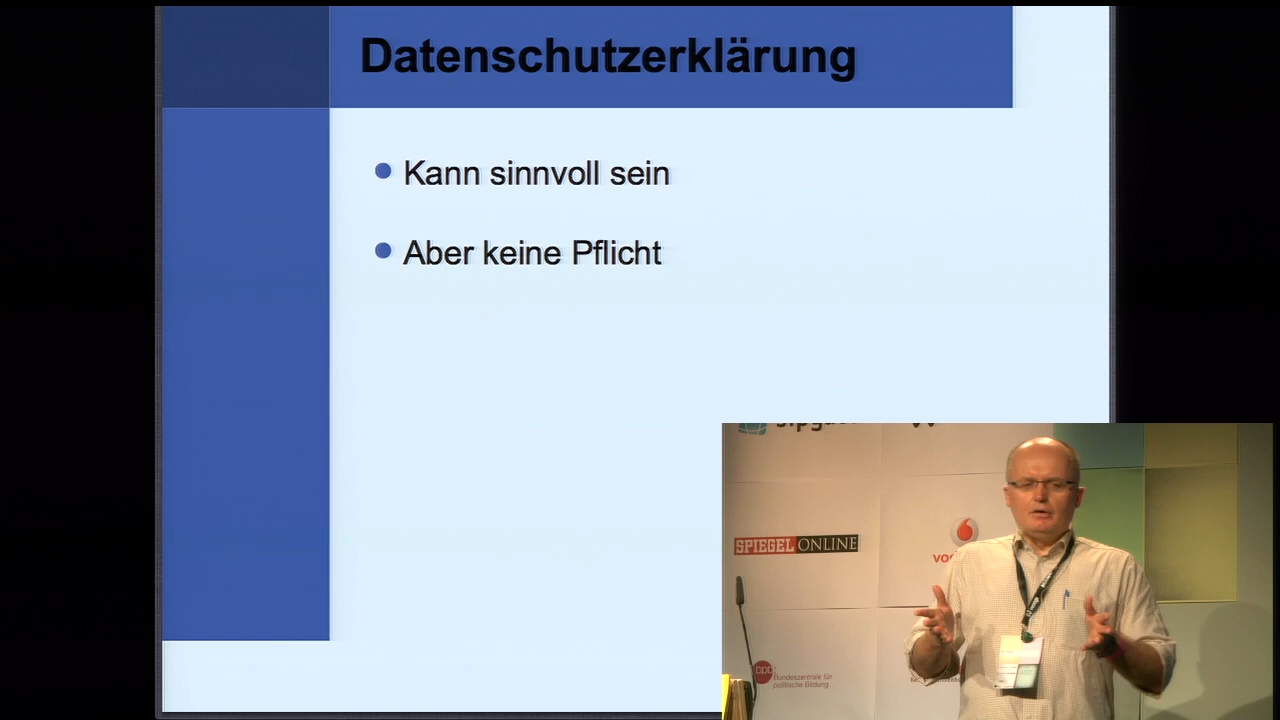 Datenschutzerklärung
Kann sinnvoll sein
Aber keine Pflicht
SPIEGEL ONLINE
bpb:
Bundeszentrale für
politische Bildung